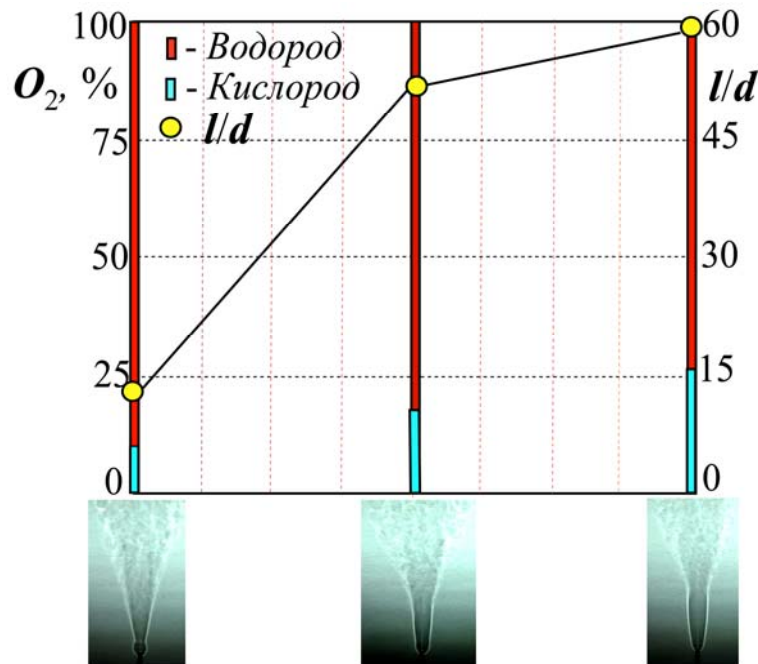 100
O₂, %
75
50
25
0
- Водород
- Кислород
l/d
60
l/d
45
30
15
0